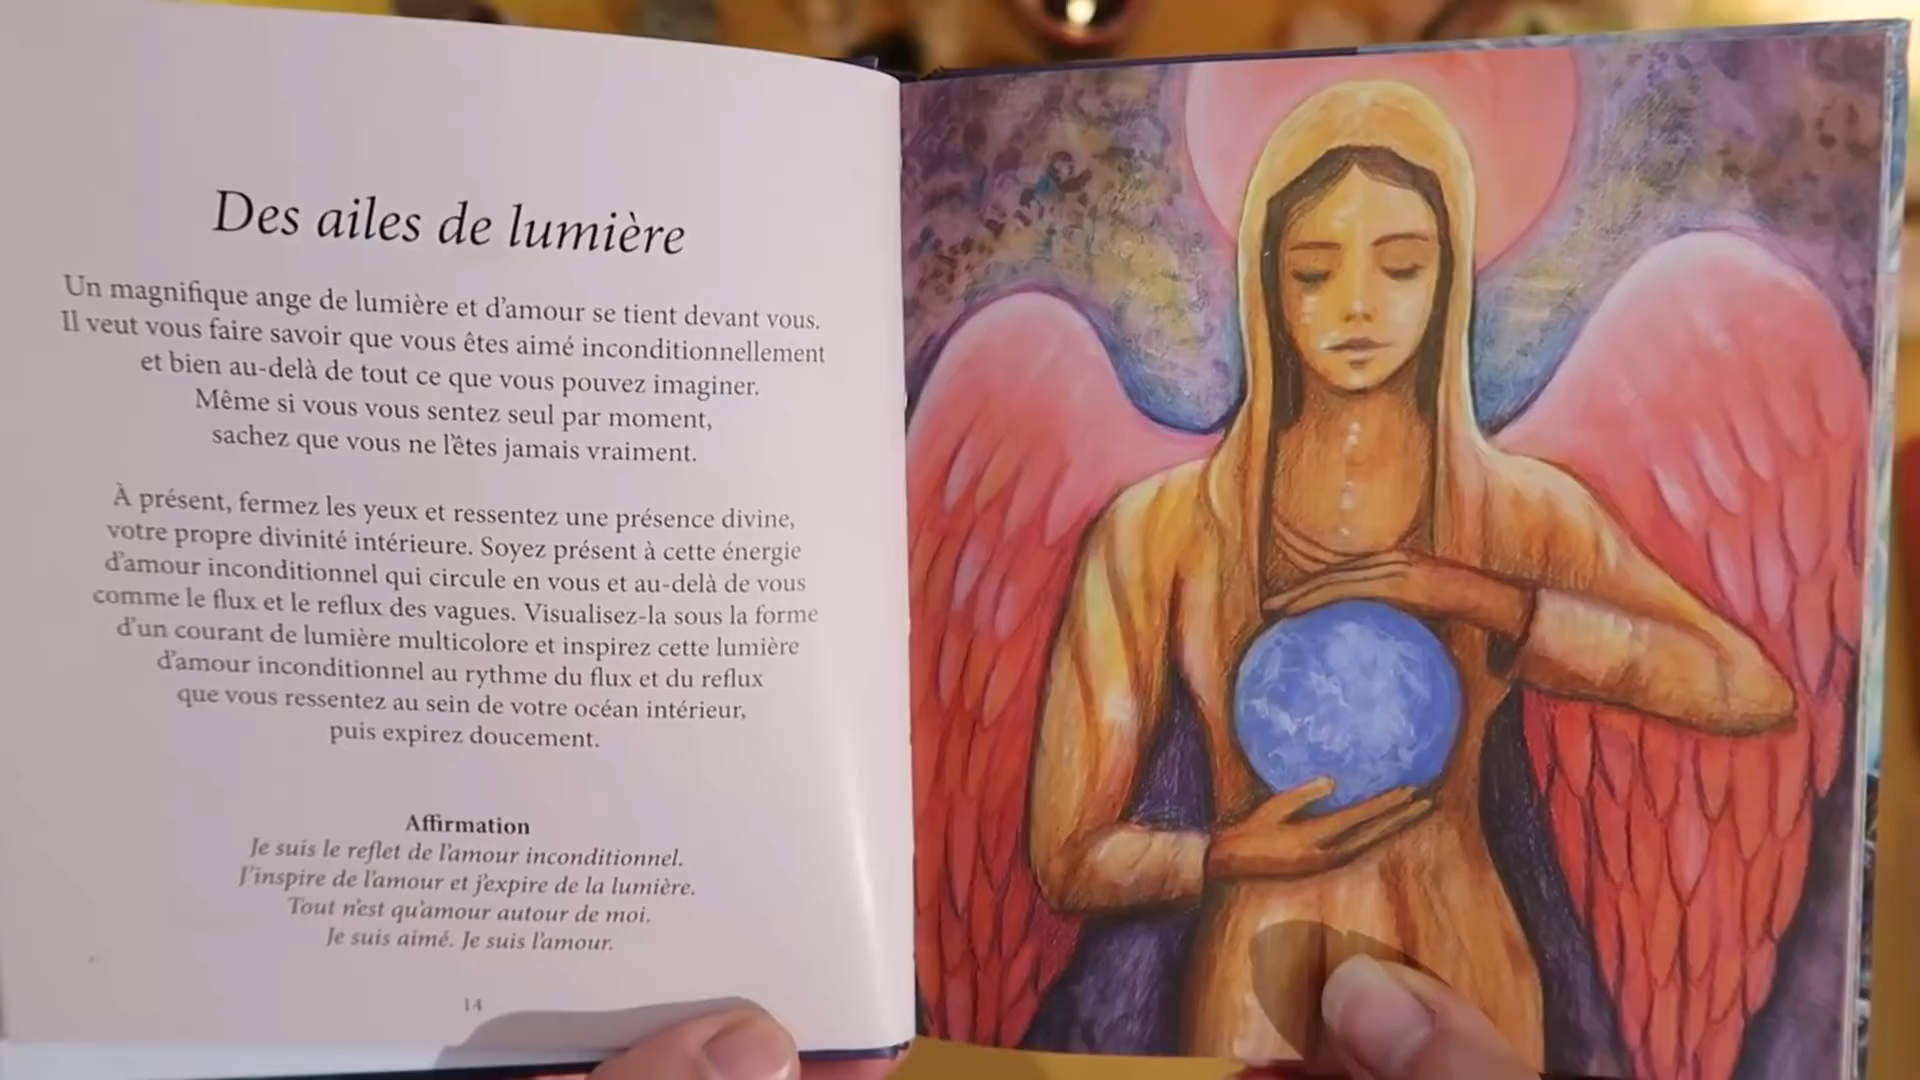 Des ailes de lumière
Un magnifique ange de lumière et d'amour se tient devant vous.
Il veut vous faire savoir que vous êtes aimé inconditionnellement
et bien au-delà de tout ce que vous pouvez imaginer.
Même si vous vous sentez seul par moment,
sachez que vous ne l'êtes jamais vraiment.
À présent, fermez les yeux et ressentez une présence divine,
votre propre divinité intérieure. Soyez présent à cette énergie
d'amour inconditionnel qui circule en vous et au-delà de vous
comme le flux et le reflux des vagues. Visualisez-la sous la forme
d'un courant de lumière multicolore et inspirez cette lumière
d'amour inconditionnel au rythme du flux et du reflux
que vous ressentez au sein de votre océan intérieur,
puis expirez doucement.
Affirmation
Je suis le reflet de l'amour inconditionnel.
J'inspire de l'amour et j'expire de la lumière.
Tout n'est qu'amour autour de moi.
Je suis aimé. Je suis l'amour.
14